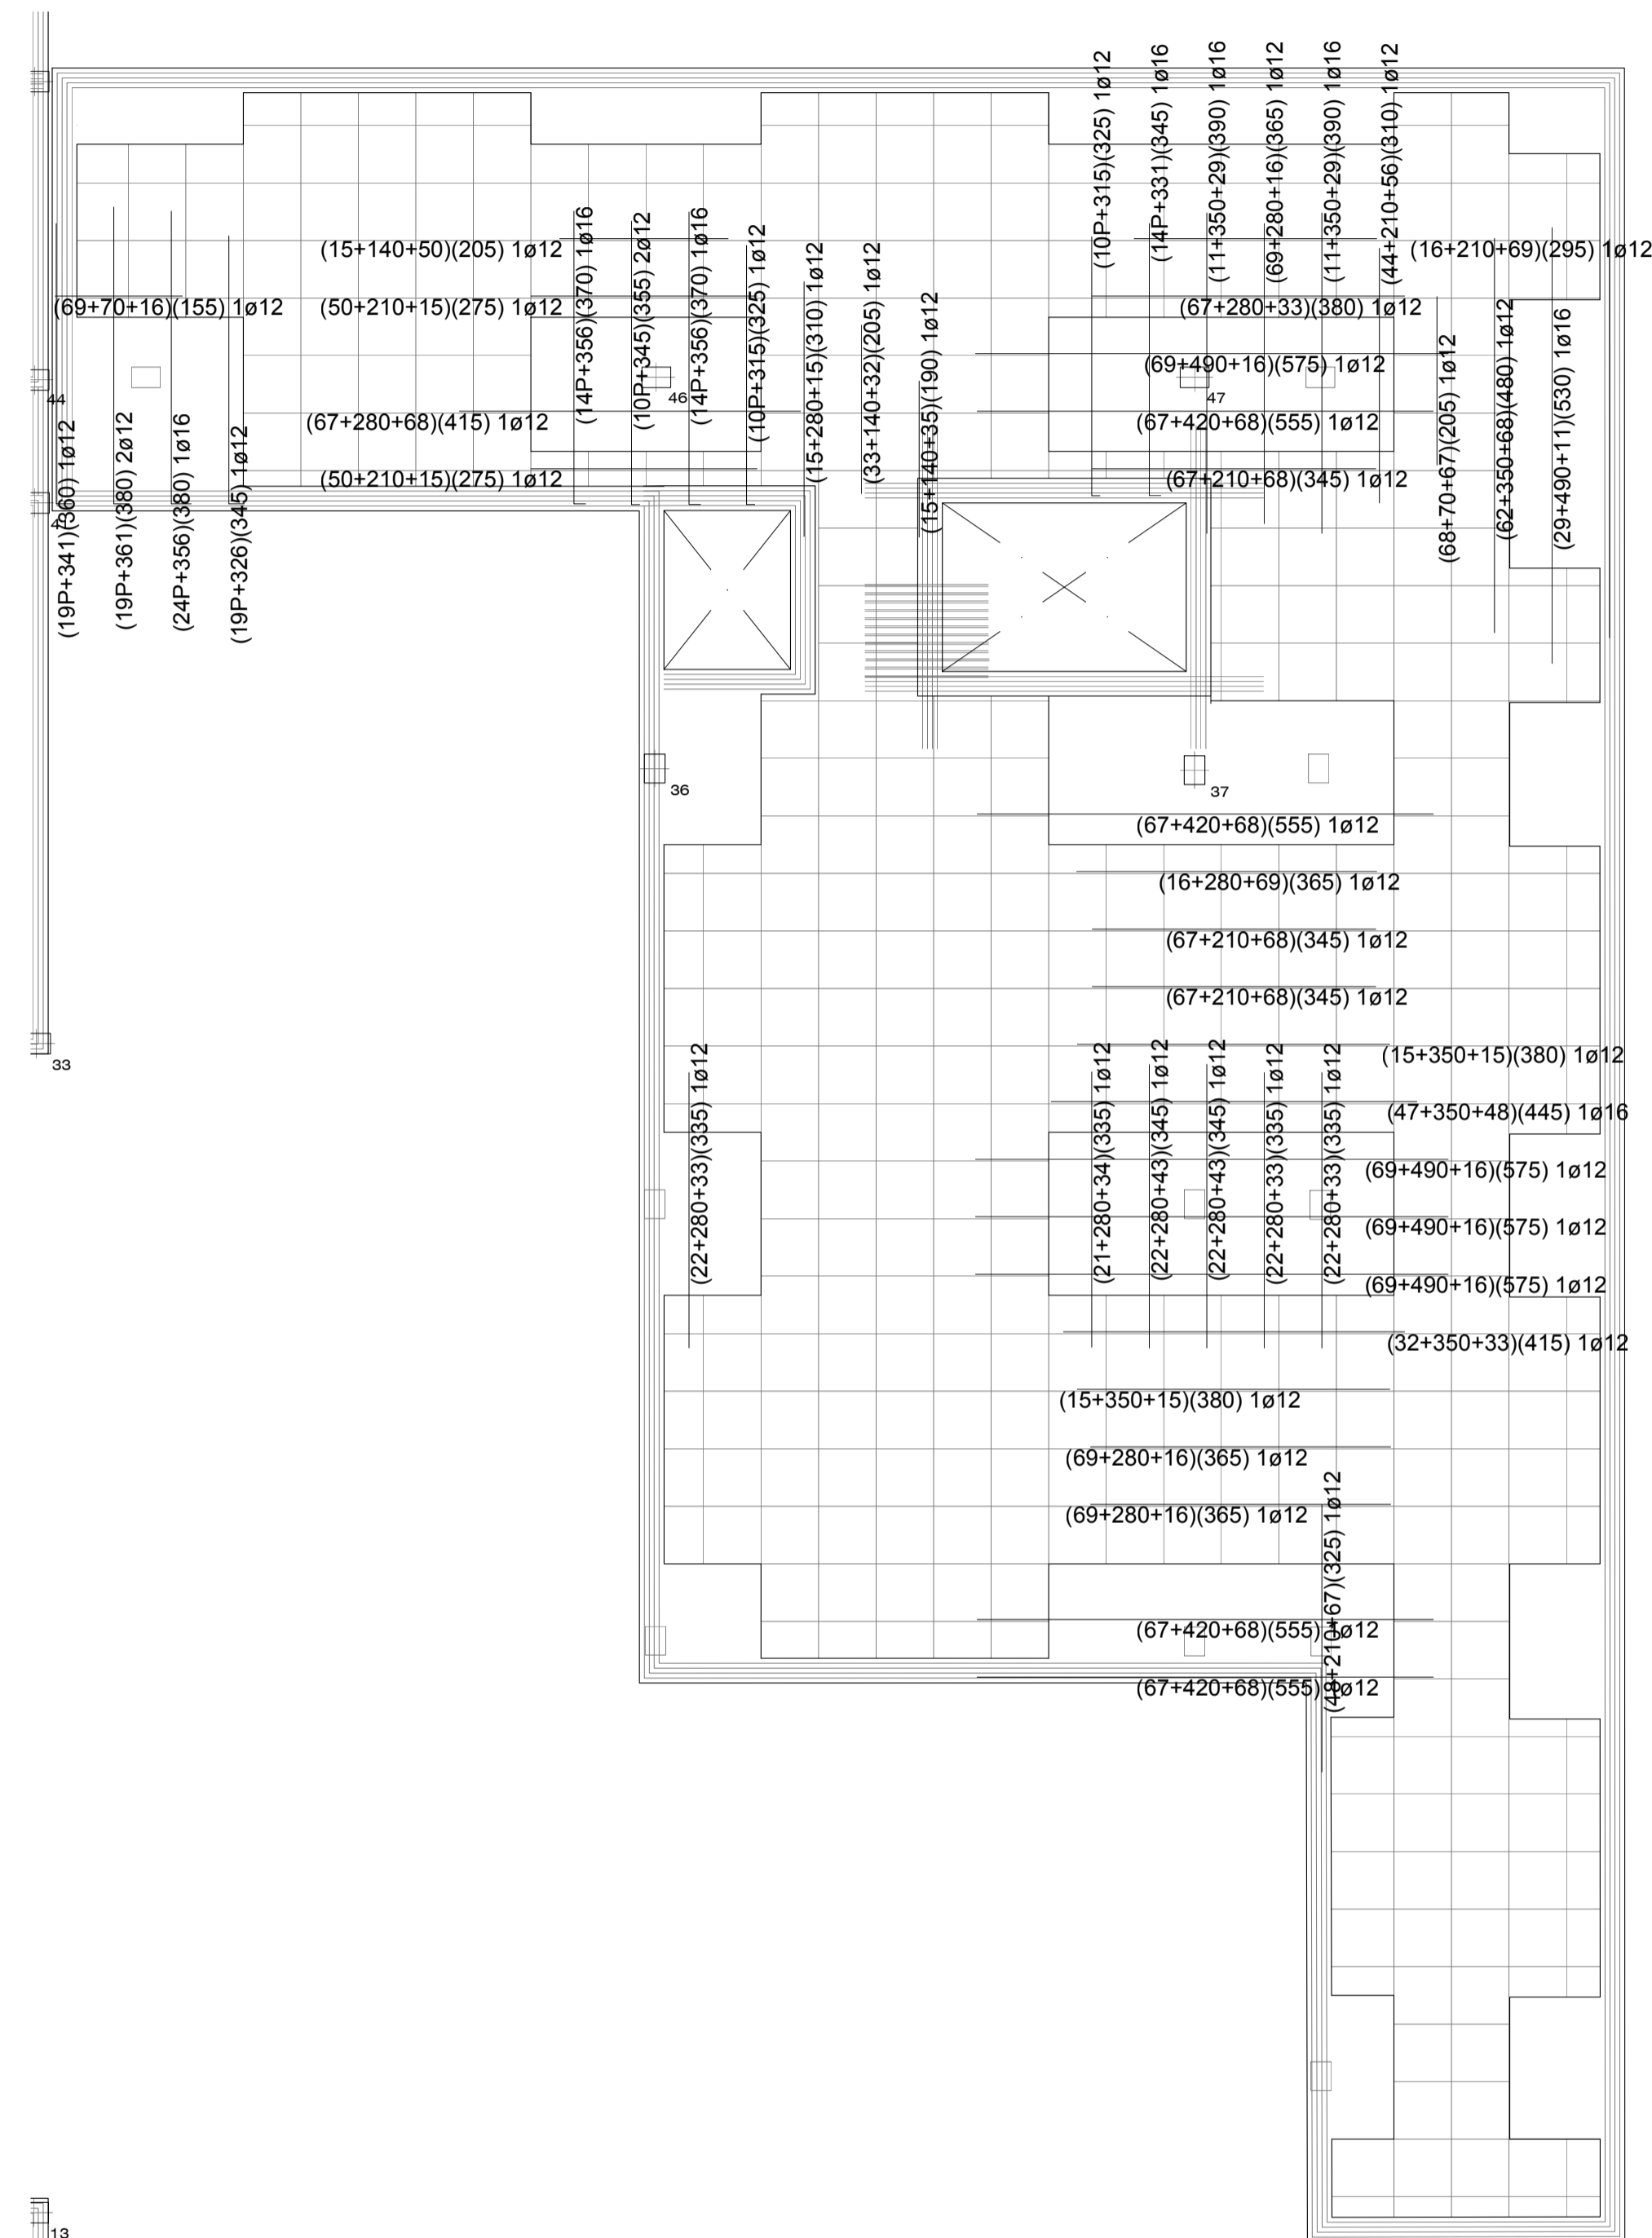 (10P+315)(325) 1ø12
(14P+331)(345) 1ø16
(11+350+29)(390) 1ø16
(69+280+16)(365) 1ø12
(11+350+29)(390) 1ø16
(44+210+56)(310) 1ø12
(15+140+50)(205) 1ø12
(16+210+69)(295) 1ø12
(69+70+16)(155) 1ø12
(50+210+15)(275) 1ø12
(67+280+33)(380) 1ø12
(14P+356)(370) 1ø16
(10P+345)(355) 2ø12
(14P+356)(370) 1ø16
(10P+315)(325) 1ø12
(15+280+15)(310) 1ø12
(33+140+32)(205) 1ø12
(15+140+35)(190) 1ø12
(69+490+16)(575) 1ø12
44
46
47
(67+280+68)(415) 1ø12
(67+420+68)(555) 1ø12
(50+210+15)(275) 1ø12
(67+210+68)(345) 1ø12
(68+70+67)(205) 1ø12
(62+350+68)(480) 1ø12
(29+490+11)(530) 1ø16
(19P+341)(360) 1ø12
(19P+361)(380) 2ø12
(24P+356)(380) 1ø16
(19P+326)(345) 1ø12
36
37
(67+420+68)(555) 1ø12
(16+280+69)(365) 1ø12
(67+210+68)(345) 1ø12
(67+210+68)(345) 1ø12
33
(15+350+15)(380) 1ø12
(47+350+48)(445) 1ø16
(22+280+33)(335) 1ø12
(21+280+34)(335) 1ø12
(22+280+43)(345) 1ø12
(22+280+43)(345) 1ø12
(22+280+33)(335) 1ø12
(22+280+33)(335) 1ø12
(69+490+16)(575) 1ø12
(69+490+16)(575) 1ø12
(69+490+16)(575) 1ø12
(32+350+33)(415) 1ø12
(15+350+15)(380) 1ø12
(69+280+16)(365) 1ø12
(69+280+16)(365) 1ø12
(48+210+67)(325) 1ø12
(67+420+68)(555) 1ø12
(67+420+68)(555) 1ø12
13